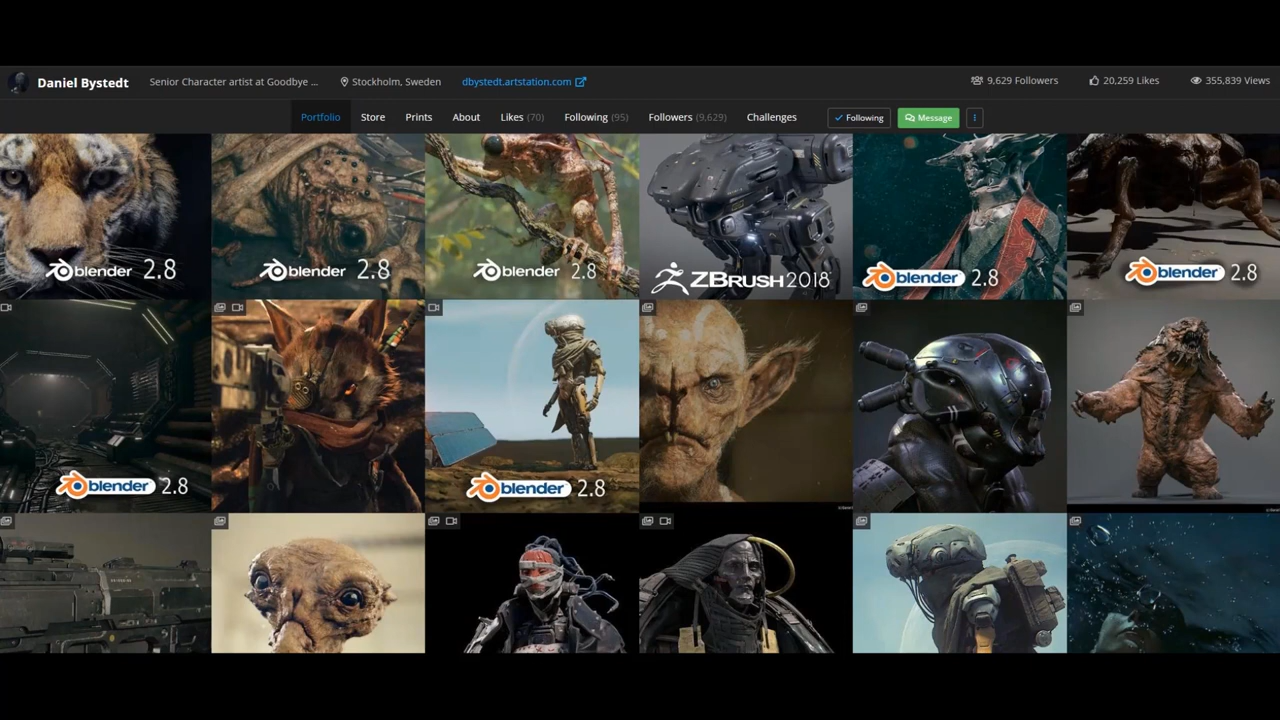 Daniel Bystedt Senior Character artist at Goodbye ... Stockholm, Sweden dbystedt.artstation.com 9,629 Followers 20,259 Likes 355,839 Views
Portfolio Store Prints About Likes (70) Following (95) Followers (9,629) Challenges Following Message
blender 2.8 blender 2.8 blender 2.8 ZBRUSH2018 blender 2.8 blender 2.8
blender 2.8 blender 2.8